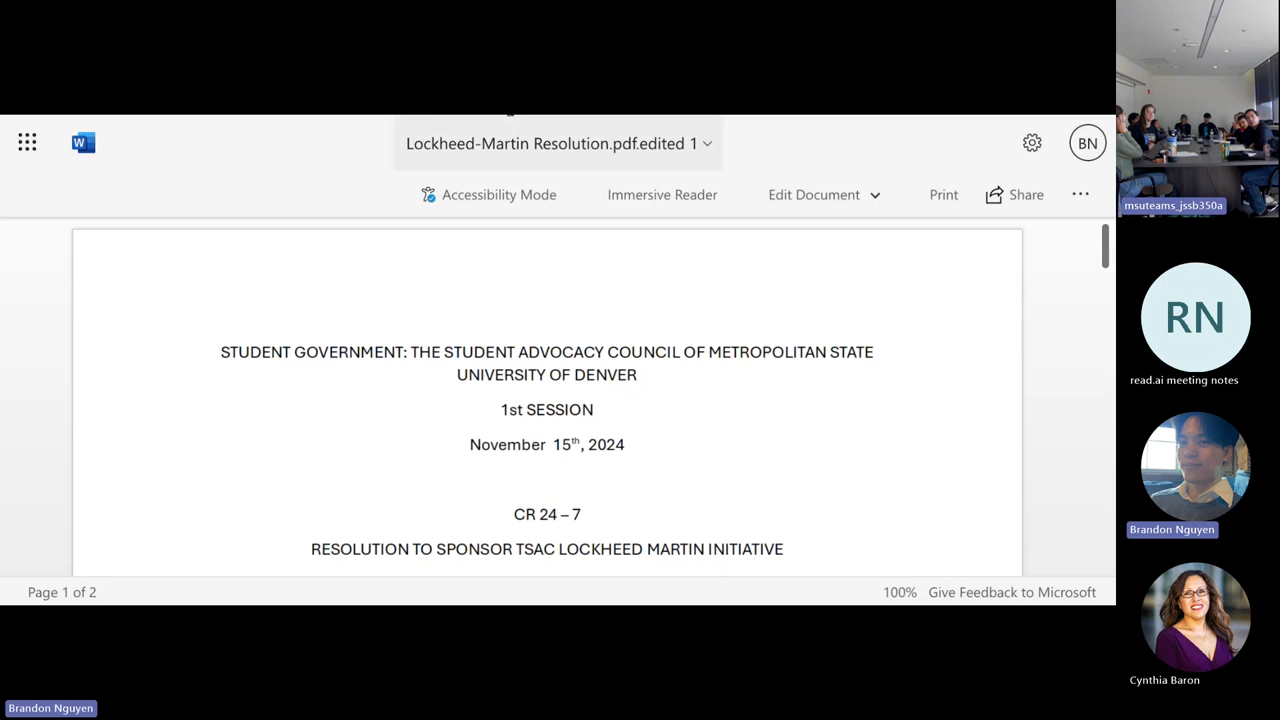 Lockheed-Martin Resolution.pdf.edited 1
BN
Accessibility Mode
Immersive Reader
Edit Document
Print
Share
STUDENT GOVERNMENT: THE STUDENT ADVOCACY COUNCIL OF METROPOLITAN STATE
UNIVERSITY OF DENVER
1st SESSION
November 15th, 2024
CR 24 – 7
RESOLUTION TO SPONSOR TSAC LOCKHEED MARTIN INITIATIVE
Page 1 of 2
100%
Give Feedback to Microsoft
msuteams_jssb350a
RN
read.ai meeting notes
Brandon Nguyen
Cynthia Baron
Brandon Nguyen